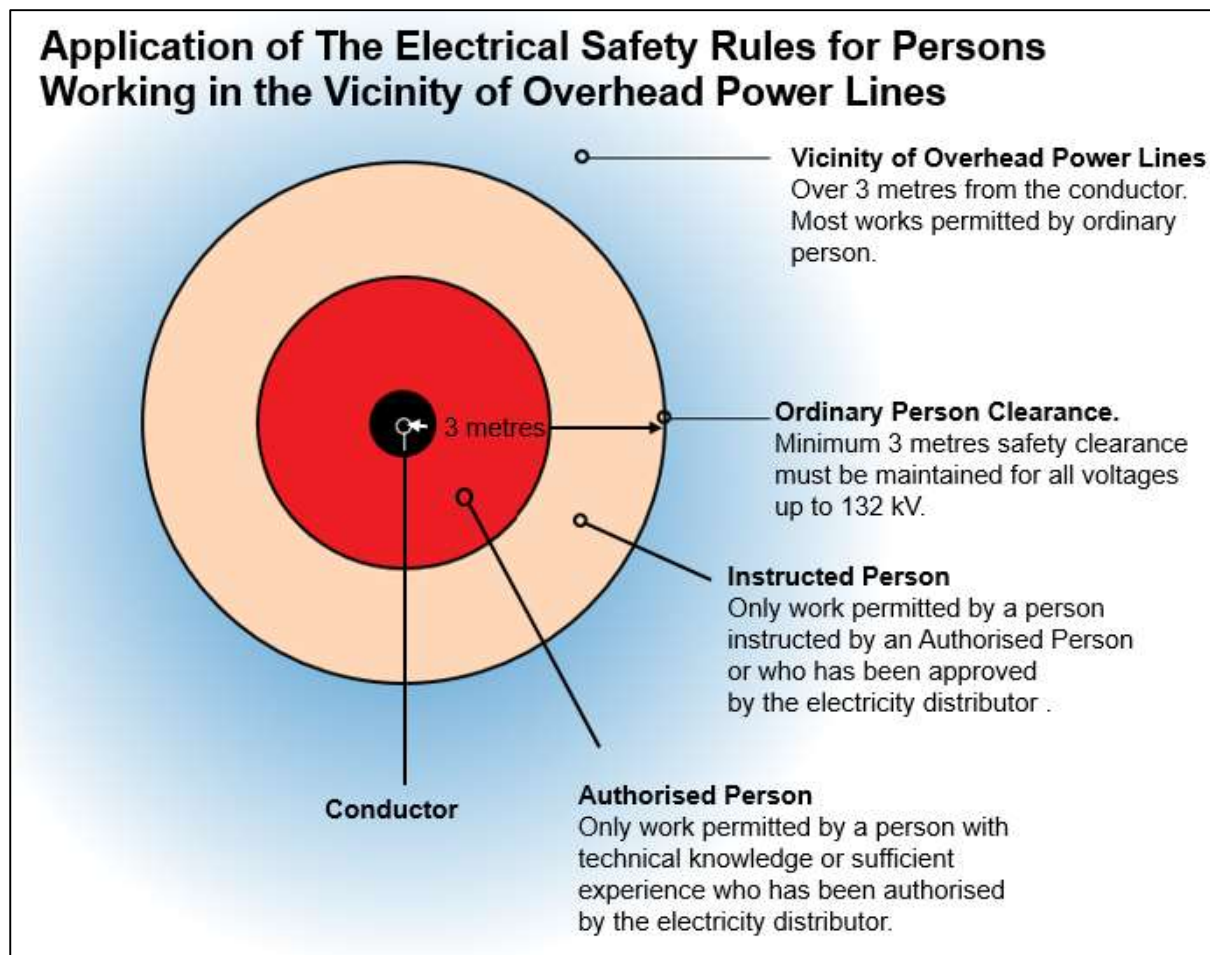 Application of The Electrical Safety Rules for Persons
Working in the Vicinity of Overhead Power Lines
Vicinity of Overhead Power Lines
Over 3 metres from the conductor.
Most works permitted by ordinary
person.
3 metres
Ordinary Person Clearance.
Minimum 3 metres safety clearance
must be maintained for all voltages
up to 132 kV.
Instructed Person
Only work permitted by a person
instructed by an Authorised Person
or who has been approved
by the electricity distributor .
Conductor
Authorised Person
Only work permitted by a person with
technical knowledge or sufficient
experience who has been authorised
by the electricity distributor.